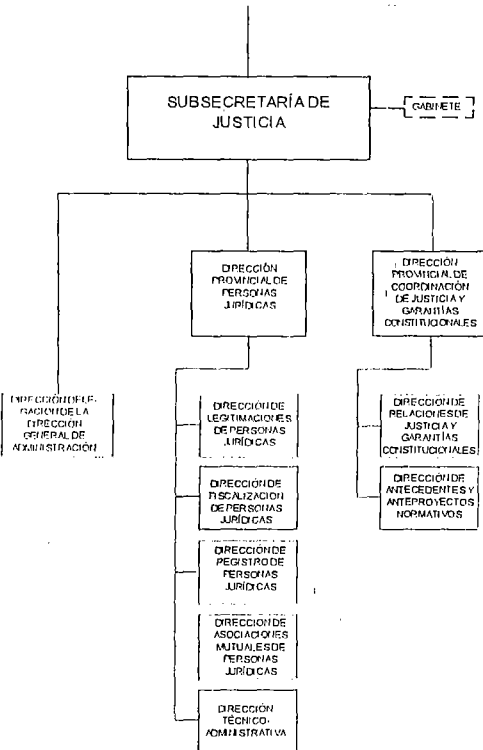 SUBSECRETARÍA DE
JUSTICIA
GABINETE
DIRECCIÓN
PROVINCIAL DE
PERSONAS
JURÍDICAS
DIRECCIÓN
PROVINCIAL DE
COORDINACIÓN
DE JUSTICIA Y
GARANTÍAS
CONSTITUCIONALES
DIRECCIÓN DELE-
GACION DE LA
DIRECCIÓN
GENERAL DE
ADMINISTRACIÓN
DIRECCIÓN DE
LEGITIMACIONES
DE PERSONAS
JURÍDICAS
DIRECCIÓN DE
FISCALIZACION
DE PERSONAS
JURÍDICAS
DIRECCIÓN DE
REGISTRO DE
PERSONAS
JURÍDICAS
DIRECCION DE
ASOCIACIONES
MUTUALES DE
PERSONAS
JURÍDICAS
DIRECCIÓN
TÉCNICO-
ADMINISTRATIVA
DIRECCIÓN DE
RELACIONES DE
JUSTICIA Y
GARANTÍAS
CONSTITUCIONALES
DIRECCIÓN DE
ANTECEDENTES Y
ANTEPROYECTOS
NORMATIVOS